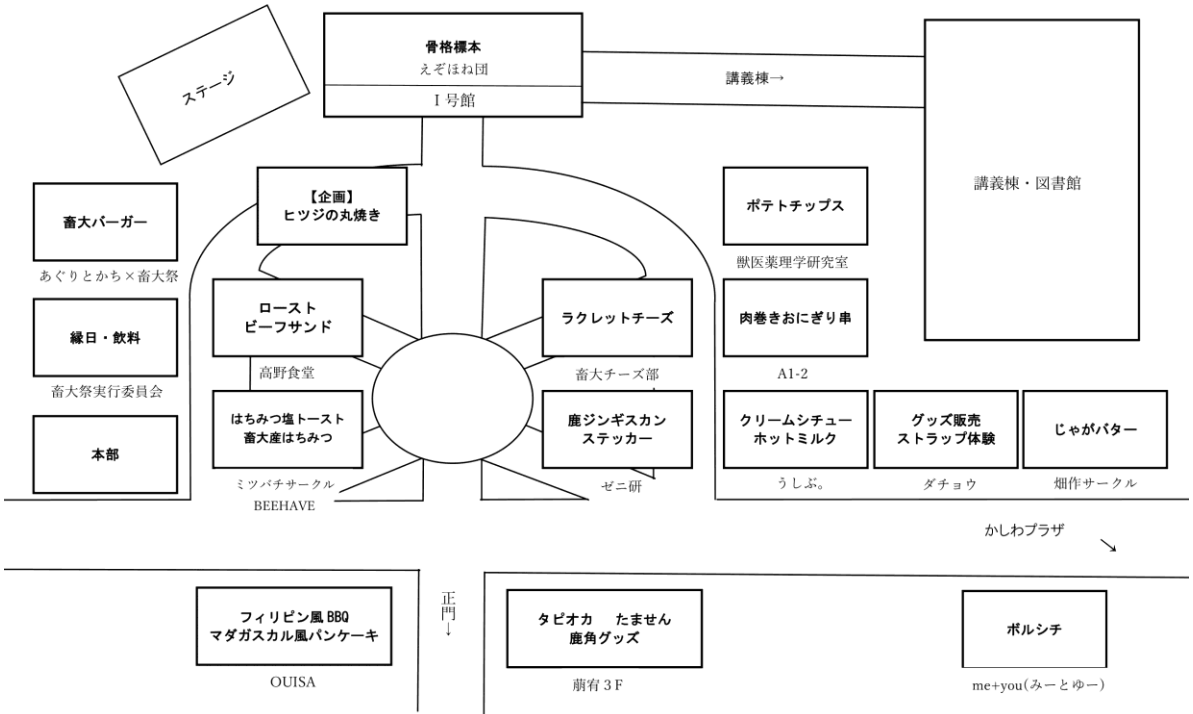 骨格標本
えぞほね団
Ⅰ号館
講義棟→
ステージ
講義棟・図書館
【企画】
ヒツジの丸焼き
畜大バーガー
あぐりとかち×畜大祭
ポテトチップス
獣医薬理学研究室
縁日・飲料
畜大祭実行委員会
ロースト
ビーフサンド
高野食堂
ラクレットチーズ
畜大チーズ部
肉巻きおにぎり串
A1-2
本部
はちみつ塩トースト
畜大産はちみつ
ミツバチサークル
BEEHAVE
鹿ジンギスカン
ステッカー
ゼニ研
クリームシチュー
ホットミルク
うしぶ。
グッズ販売
ストラップ体験
ダチョウ
じゃがバター
畑作サークル
かしわプラザ
↘
正門↓
フィリピン風BBQ
マダガスカル風パンケーキ
OUISA
タピオカ たません
鹿角グッズ
萠宥3F
ボルシチ
me+you(みーとゆー)